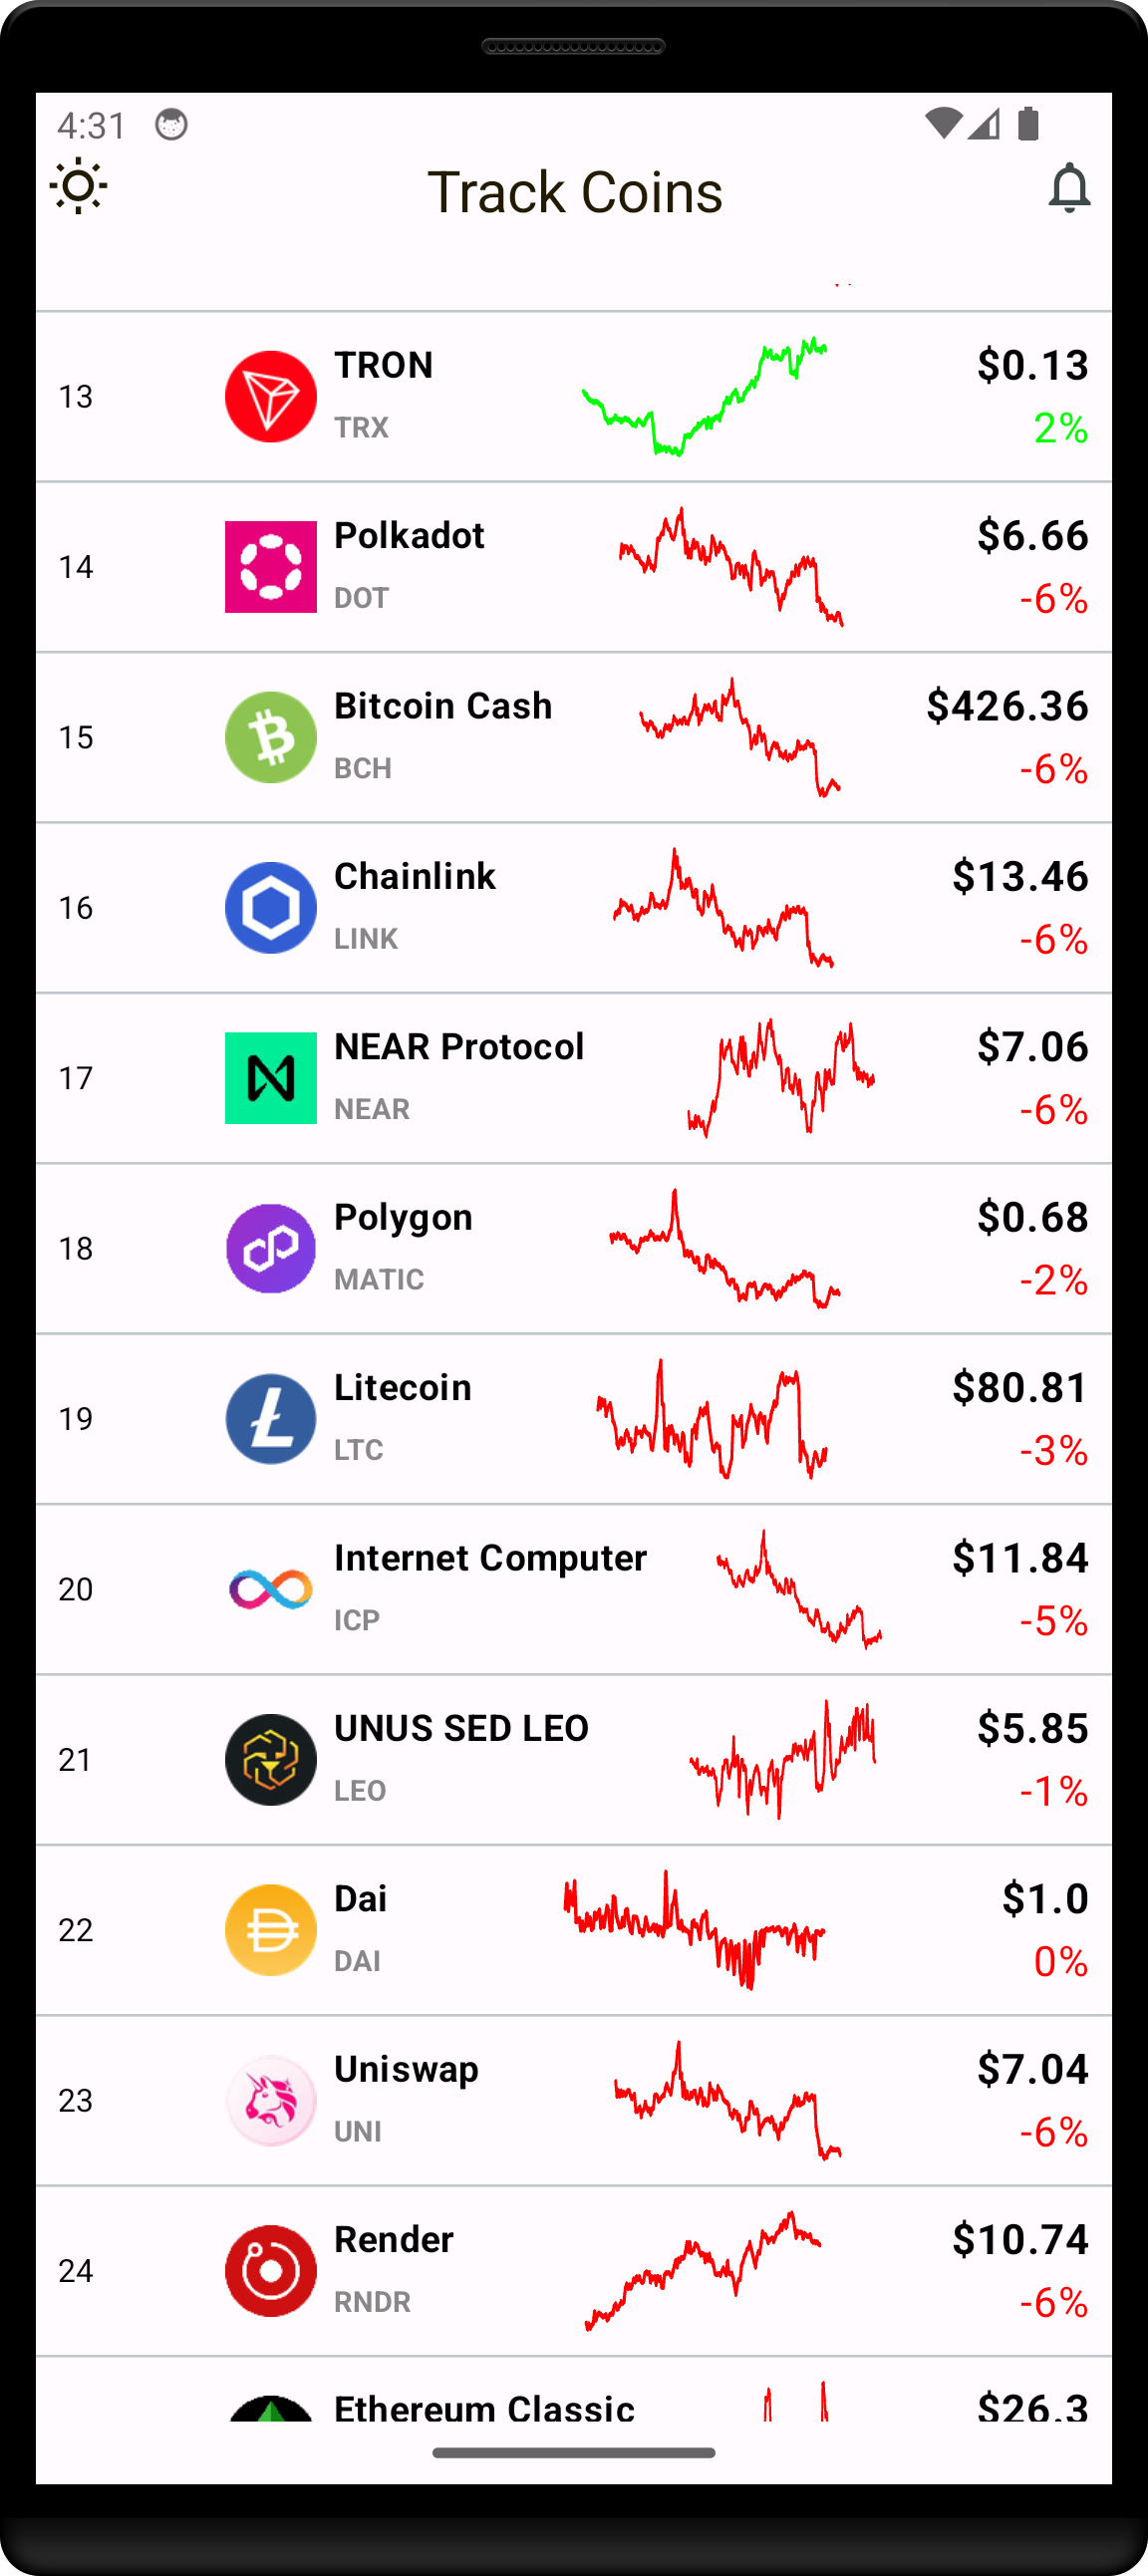 4:31
Track Coins
13
TRON
TRX
$0.13
2%
14
Polkadot
DOT
$6.66
-6%
15
Bitcoin Cash
BCH
$426.36
-6%
16
Chainlink
LINK
$13.46
-6%
17
NEAR Protocol
NEAR
$7.06
-6%
18
Polygon
MATIC
$0.68
-2%
19
Litecoin
LTC
$80.81
-3%
20
Internet Computer
ICP
$11.84
-5%
21
UNUS SED LEO
LEO
$5.85
-1%
22
Dai
DAI
$1.0
0%
23
Uniswap
UNI
$7.04
-6%
24
Render
RNDR
$10.74
-6%
Ethereum Classic
$26.3